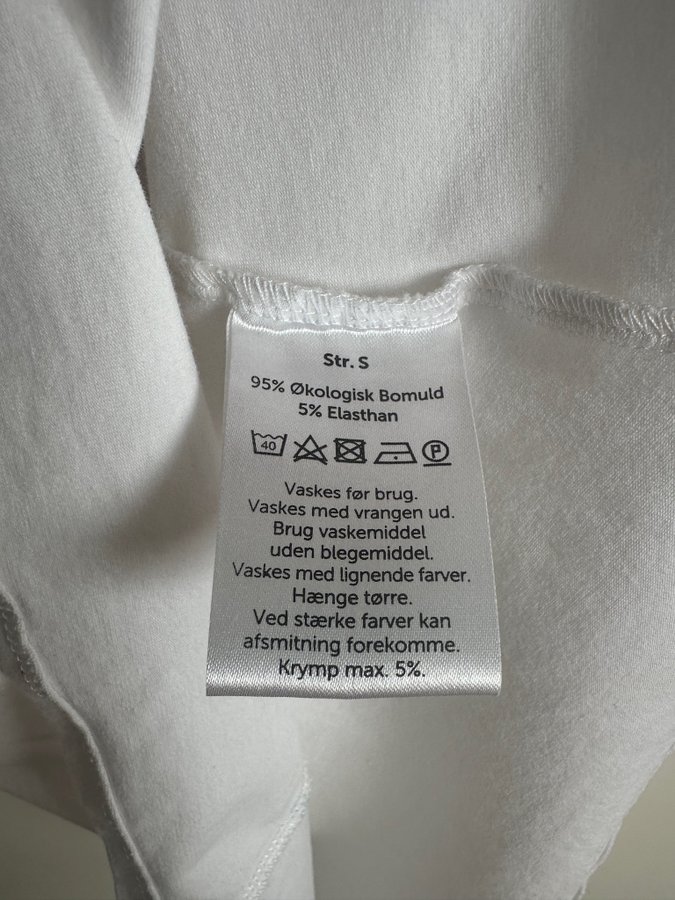 Str. S
95% Økologisk Bomuld
5% Elasthan
40 P
Vaskes før brug.
Vaskes med vrangen ud.
Brug vaskemiddel
uden blegemiddel.
Vaskes med lignende farver.
Hænge tørre.
Ved stærke farver kan
afsmitning forekomme.
Krymp max. 5%.